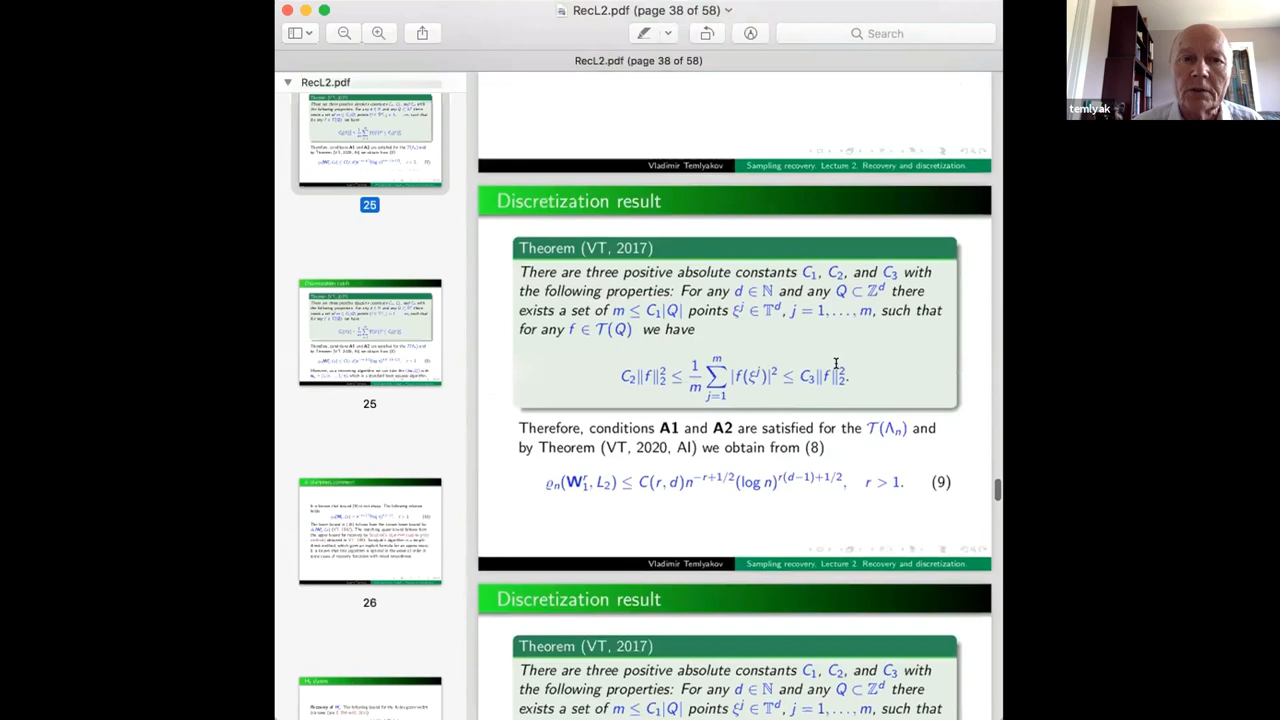 RecL2.pdf (page 38 of 58)
Search
RecL2.pdf (page 38 of 58)
RecL2.pdf
25
25
26
temlyak
Vladimir Temlyakov Sampling recovery. Lecture 2. Recovery and discretization.
Discretization result
Theorem (VT, 2017)
There are three positive absolute constants C₁, C₂, and C₃ with
the following properties: For any d ∈ ℕ and any Q ⊂ ℤᵈ there
exists a set of m ≤ C₁|Q| points ξʲ ∈ 𝕋ᵈ, j = 1, . . . , m, such that
for any f ∈ 𝒯(Q) we have
C₂‖f‖₂² ≤ 1/m ∑_{j=1}^{m} |f(ξʲ)|² ≤ C₃‖f‖₂².
Therefore, conditions A1 and A2 are satisfied for the 𝒯(Λₙ) and
by Theorem (VT, 2020, AI) we obtain from (8)
ϱₙ(W₁ʳ, L₂) ≤ C(r, d)n^{−r+1/2}(log n)^{r(d−1)+1/2}, r > 1. (9)
Vladimir Temlyakov Sampling recovery. Lecture 2. Recovery and discretization.
Discretization result
Theorem (VT, 2017)
There are three positive absolute constants C₁, C₂, and C₃ with
the following properties: For any d ∈ ℕ and any Q ⊂ ℤᵈ there
exists a set of m ≤ C₁|Q| points ξʲ ∈ 𝕋ᵈ, j = 1, . . . , m, such that